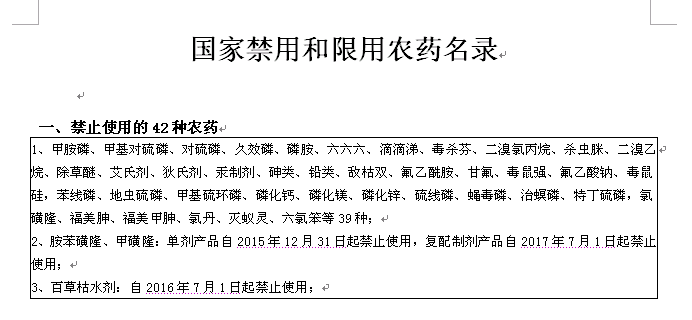 国家禁用和限用农药名录
一、禁止使用的42种农药
1、甲胺磷、甲基对硫磷、对硫磷、久效磷、磷胺、六六六、滴滴涕、毒杀芬、二溴氯丙烷、杀虫脒、二溴乙
烷、除草醚、艾氏剂、狄氏剂、汞制剂、砷类、铅类、敌枯双、氟乙酰胺、甘氟、毒鼠强、氟乙酸钠、毒鼠
硅，苯线磷、地虫硫磷、甲基硫环磷、磷化钙、磷化镁、磷化锌、硫线磷、蝇毒磷、治螟磷、特丁硫磷，氯
磺隆、福美胂、福美甲胂、氯丹、灭蚁灵、六氯苯等39种；
2、胺苯磺隆、甲磺隆：单剂产品自2015年12月31日起禁止使用，复配制剂产品自2017年7月1日起禁止
使用；
3、百草枯水剂：自2016年7月1日起禁止使用；